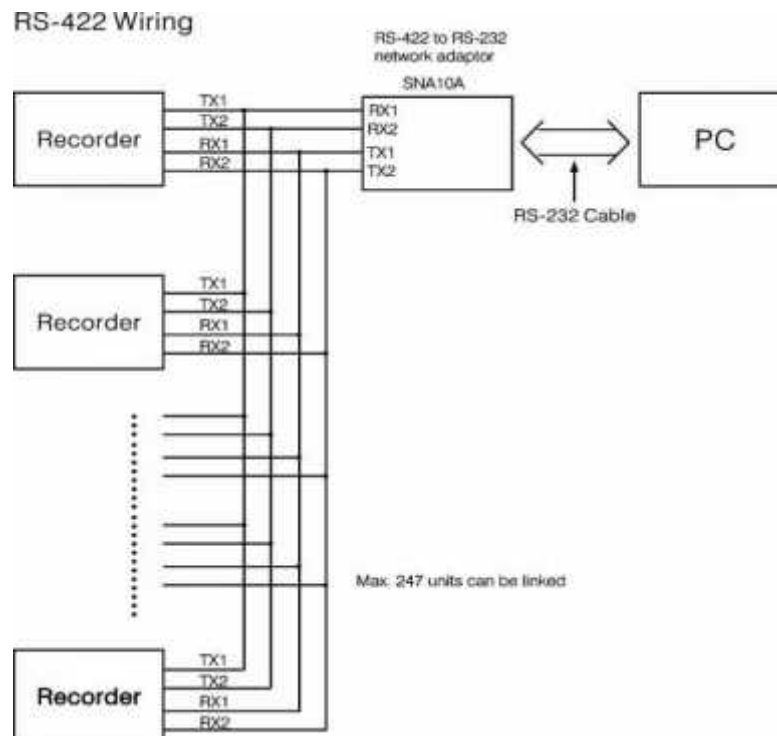 RS-422 Wiring
RS-422 to RS-232
network adaptor
SNA10A
Recorder
TX1
TX2
RX1
RX2
RX1
RX2
TX1
TX2
PC
RS-232 Cable
Recorder
TX1
TX2
RX1
RX2
Max. 247 units can be linked
Recorder
TX1
TX2
RX1
RX2